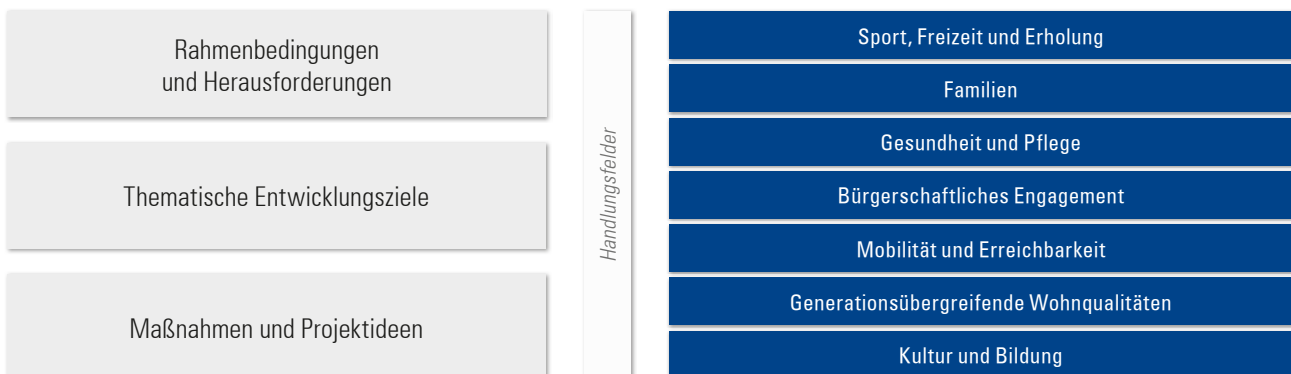 Rahmenbedingungen
und Herausforderungen
Thematische Entwicklungsziele
Maßnahmen und Projektideen
Handlungsfelder
Sport, Freizeit und Erholung
Familien
Gesundheit und Pflege
Bürgerschaftliches Engagement
Mobilität und Erreichbarkeit
Generationsübergreifende Wohnqualitäten
Kultur und Bildung